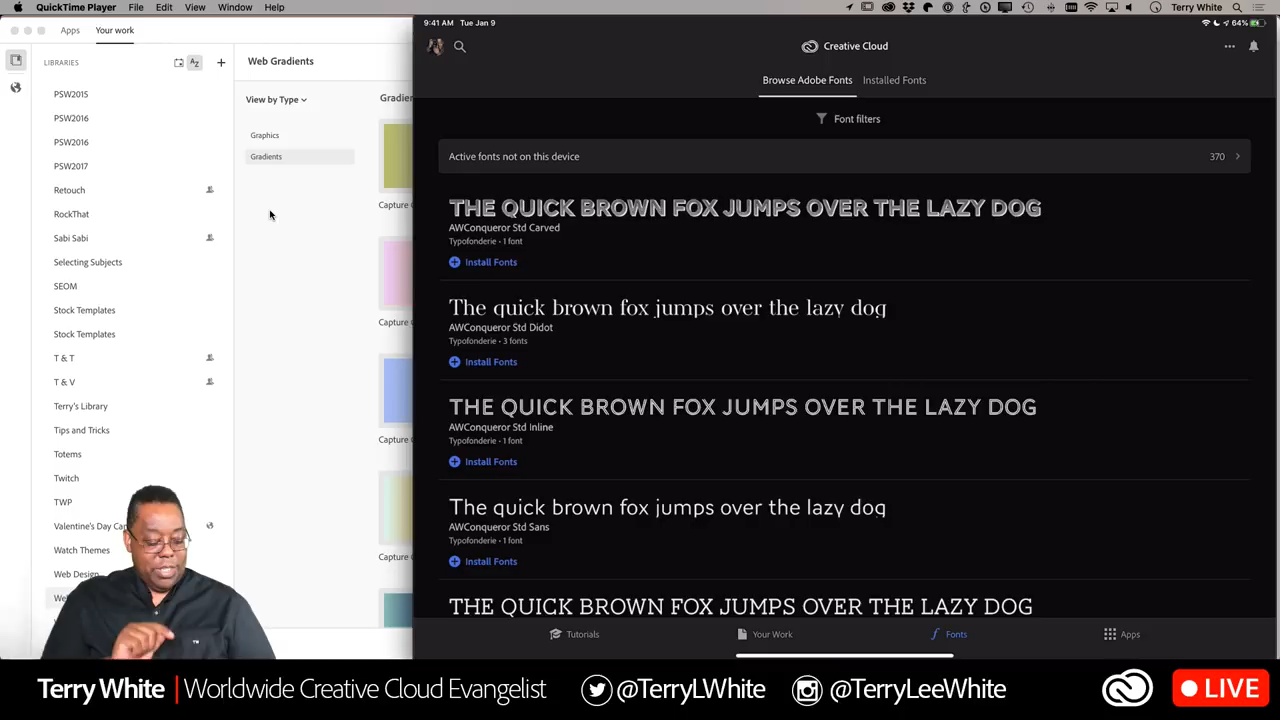 QuickTime Player File Edit View Window Help
64%
Terry White
Apps Your work
LIBRARIES
PSW2015
PSW2016
PSW2016
PSW2017
Retouch
RockThat
Sabi Sabi
Selecting Subjects
SEOM
Stock Templates
Stock Templates
T & T
T & V
Terry's Library
Tips and Tricks
Totems
Twitch
TWP
Valentine's Day
Watch Themes
Web Design
Web Gradients
View by Type
Graphics
Gradients
Capture
Capture
Capture
Capture
9:41 AM Tue Jan 9
64%
Creative Cloud
Browse Adobe Fonts Installed Fonts
Font filters
Active fonts not on this device 370
THE QUICK BROWN FOX JUMPS OVER THE LAZY DOG
AWConqueror Std Carved
Typofonderie • 1 font
Install Fonts
The quick brown fox jumps over the lazy dog
AWConqueror Std Didot
Typofonderie • 3 fonts
Install Fonts
THE QUICK BROWN FOX JUMPS OVER THE LAZY DOG
AWConqueror Std Inline
Typofonderie • 1 font
Install Fonts
The quick brown fox jumps over the lazy dog
AWConqueror Std Sans
Typofonderie • 1 font
Install Fonts
THE QUICK BROWN FOX JUMPS OVER THE LAZY DOG
Tutorials Your Work Fonts Apps
Terry White | Worldwide Creative Cloud Evangelist @TerryLWhite @TerryLeeWhite LIVE